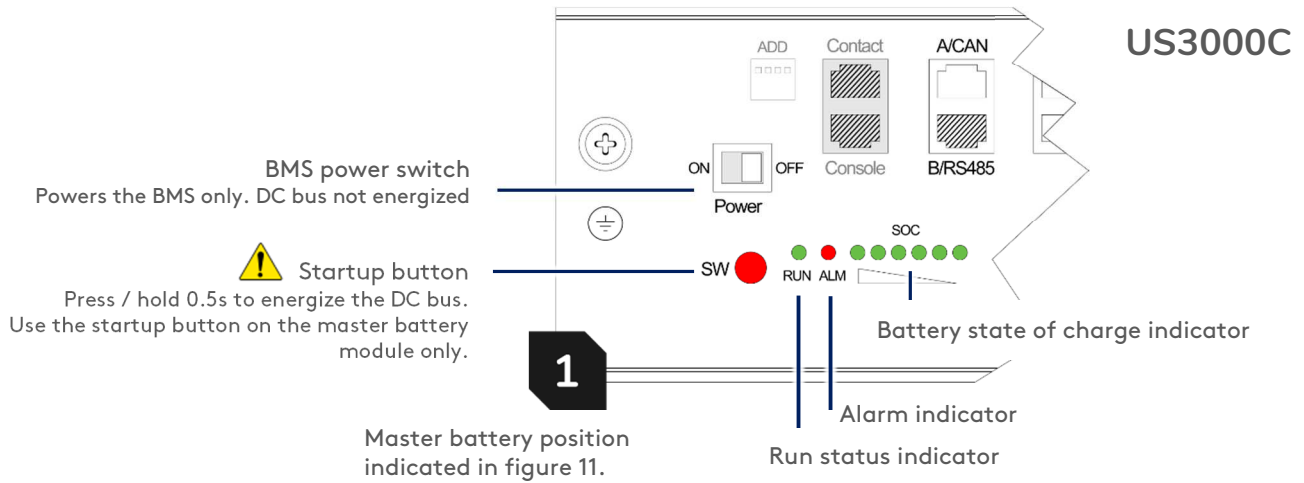 US3000C
ADD
Contact
A/CAN
Console
B/RS485
BMS power switch
Powers the BMS only. DC bus not energized
ON
OFF
Power
SOC
Startup button
Press / hold 0.5s to energize the DC bus.
Use the startup button on the master battery
module only.
SW
RUN ALM
Battery state of charge indicator
1
Alarm indicator
Master battery position
indicated in figure 11.
Run status indicator